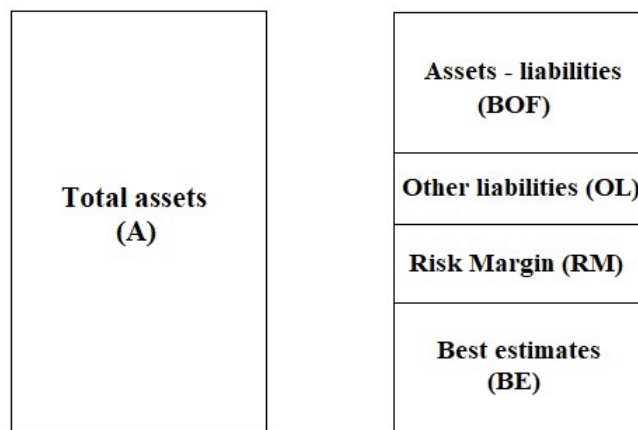 Total assets
(A)
Assets - liabilities
(BOF)
Other liabilities (OL)
Risk Margin (RM)
Best estimates
(BE)